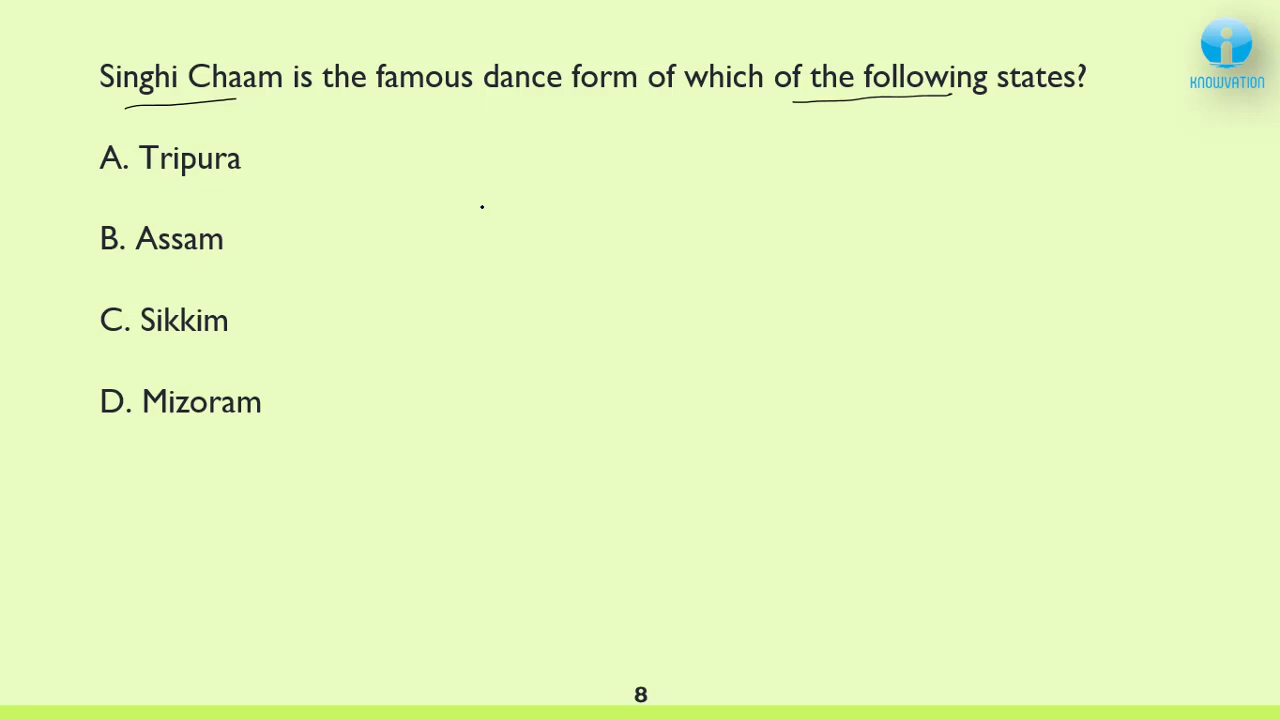 Singhi Chaam is the famous dance form of which of the following states?
KNOWVATION
A. Tripura
B. Assam
C. Sikkim
D. Mizoram
8